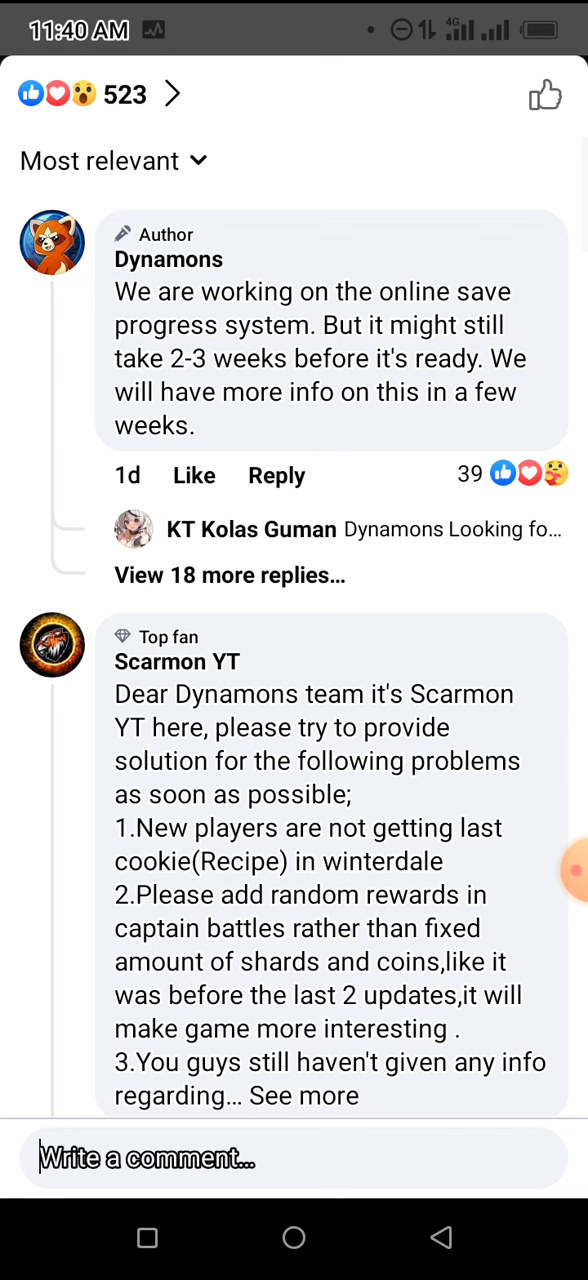 11:40 AM
4G
523
Most relevant
Author
Dynamons
We are working on the online save
progress system. But it might still
take 2-3 weeks before it's ready. We
will have more info on this in a few
weeks.
1d Like Reply 39
KT Kolas Guman Dynamons Looking fo...
View 18 more replies...
Top fan
Scarmon YT
Dear Dynamons team it's Scarmon
YT here, please try to provide
solution for the following problems
as soon as possible;
1.New players are not getting last
cookie(Recipe) in winterdale
2.Please add random rewards in
captain battles rather than fixed
amount of shards and coins,like it
was before the last 2 updates,it will
make game more interesting .
3.You guys still haven't given any info
regarding... See more
Write a comment...